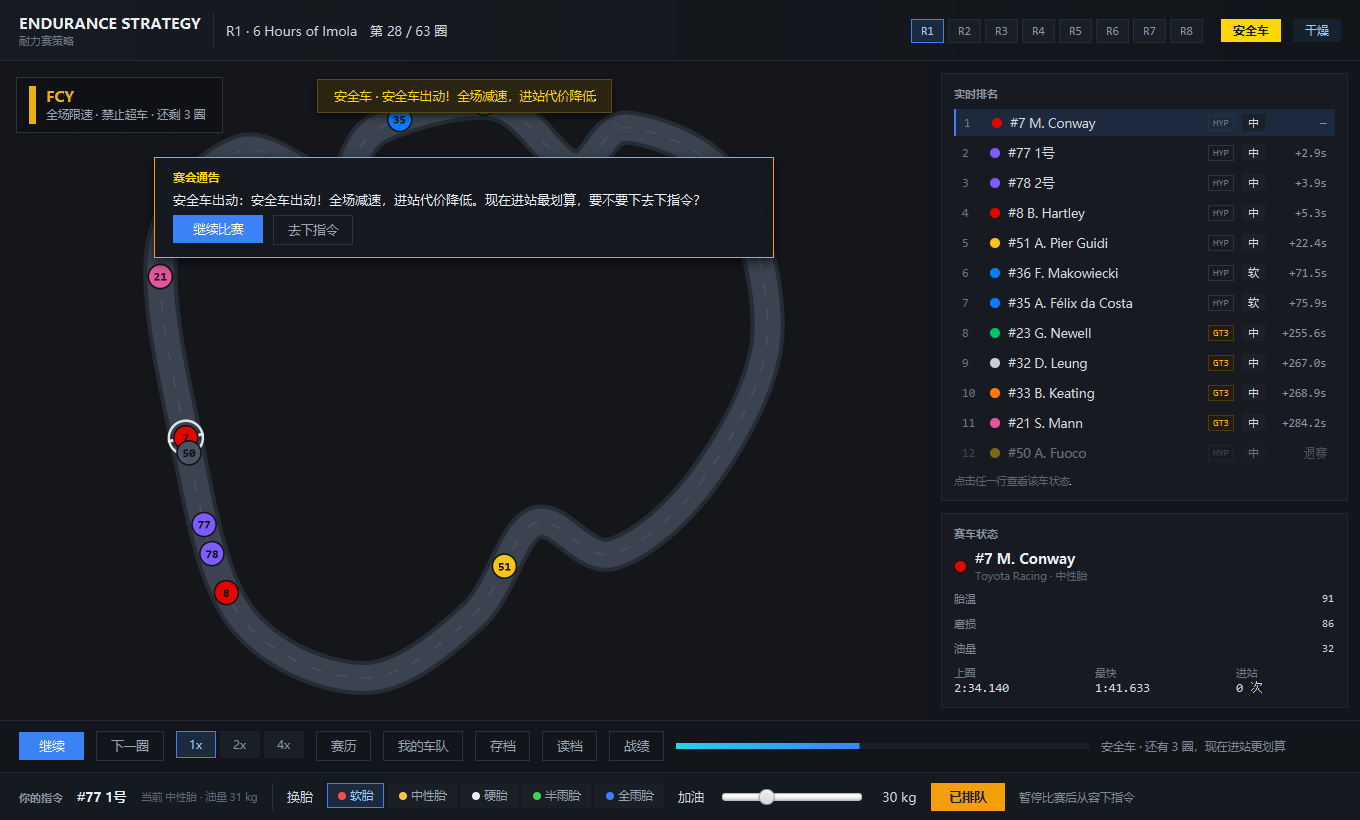 ENDURANCE STRATEGY
耐力赛策略
R1 · 6 Hours of Imola 第 28 / 63 圈
R1 R2 R3 R4 R5 R6 R7 R8 安全车 干燥
FCY
全场限速 · 禁止超车 · 还剩 3 圈
安全车 · 安全车出动！全场减速，进站代价降低.
35
赛会通告
安全车出动：安全车出动！全场减速，进站代价降低。现在进站最划算，要不要下去下指令？
继续比赛 去下指令
21
7
50
77
78
8
51
实时排名
1 #7 M. Conway HYP 中 —
2 #77 1号 HYP 中 +2.9s
3 #78 2号 HYP 中 +3.9s
4 #8 B. Hartley HYP 中 +5.3s
5 #51 A. Pier Guidi HYP 中 +22.4s
6 #36 F. Makowiecki HYP 软 +71.5s
7 #35 A. Félix da Costa HYP 软 +75.9s
8 #23 G. Newell GT3 中 +255.6s
9 #32 D. Leung GT3 中 +267.0s
10 #33 B. Keating GT3 中 +268.9s
11 #21 S. Mann GT3 中 +284.2s
12 #50 A. Fuoco HYP 中 退赛
点击任一行查看该车状态.
赛车状态
#7 M. Conway
Toyota Racing · 中性胎
胎温 91
磨损 86
油量 32
上圈 最快 进站
2:34.140 1:41.633 0 次
继续 下一圈 1x 2x 4x 赛历 我的车队 存档 读档 战绩 安全车 · 还有 3 圈，现在进站更划算
你的指令 #77 1号 当前 中性胎 · 油量 31 kg 换胎 软胎 中性胎 硬胎 半雨胎 全雨胎 加油 30 kg 已排队 暂停比赛后从容下指令